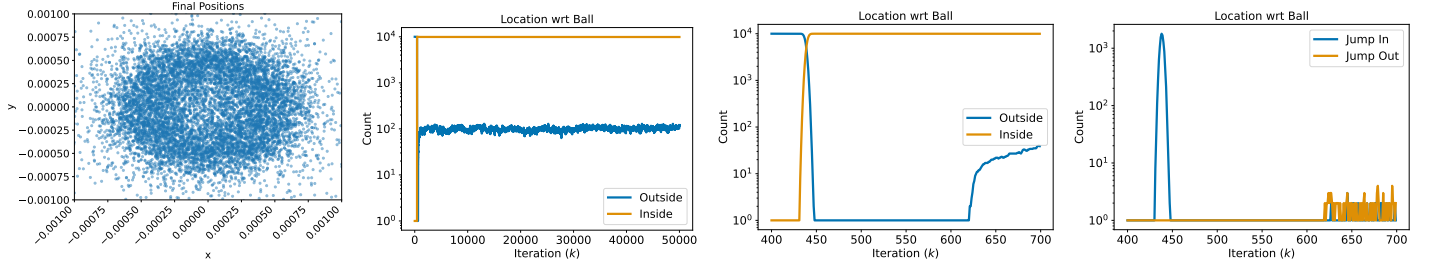 Final Positions
0.00100
0.00075
0.00050
0.00025
0.00000
−0.00025
−0.00050
−0.00075
−0.00100
y
−0.00100
−0.00075
−0.00050
−0.00025
0.00000
0.00025
0.00050
0.00075
0.00100
x
Location wrt Ball
10⁴
10³
10²
10¹
10⁰
Count
Outside
Inside
0 10000 20000 30000 40000 50000
Iteration (k)
Location wrt Ball
10⁴
10³
10²
10¹
10⁰
Count
Outside
Inside
400 450 500 550 600 650 700
Iteration (k)
Location wrt Ball
10³
10²
10¹
10⁰
Count
Jump In
Jump Out
400 450 500 550 600 650 700
Iteration (k)